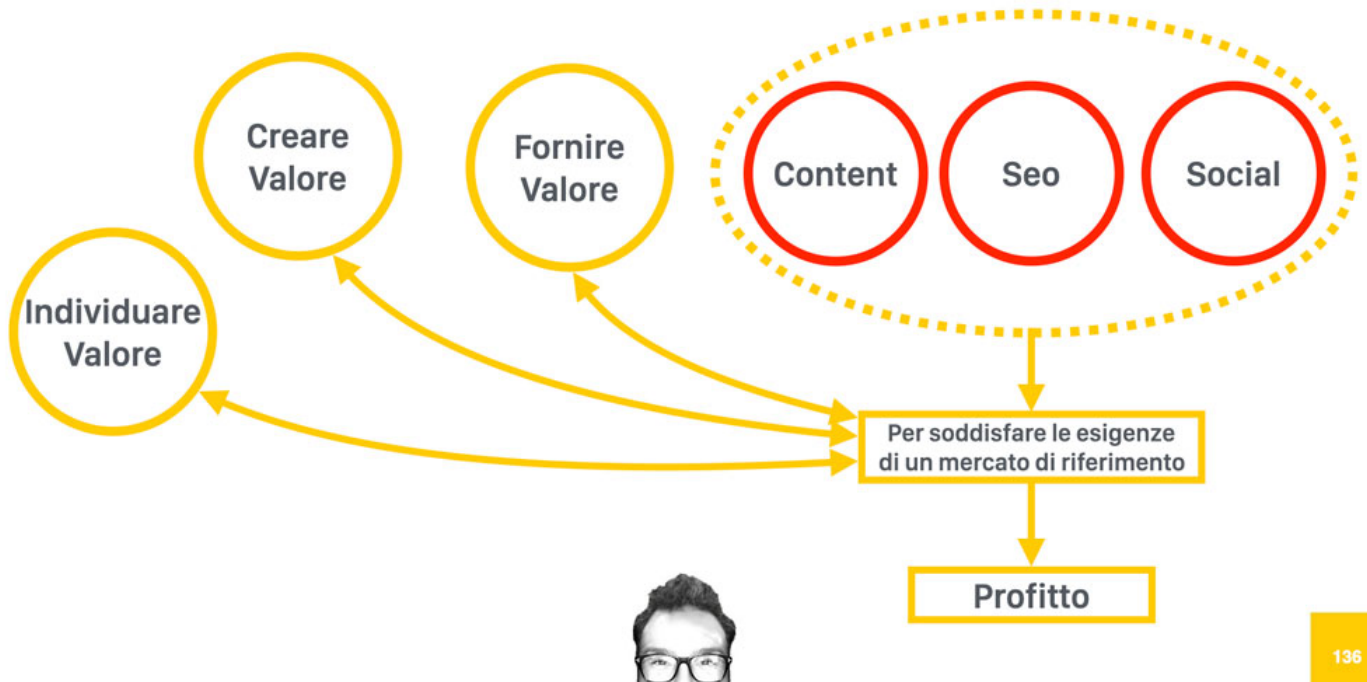 Creare
Valore
Fornire
Valore
Content
Seo
Social
Individuare
Valore
Per soddisfare le esigenze
di un mercato di riferimento
Profitto
136